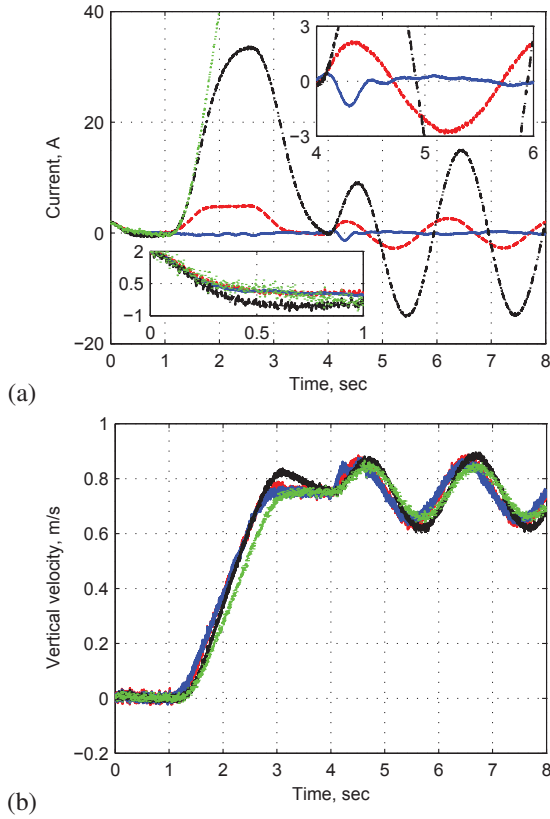 40
20
0
−20
Current, A
0 1 2 3 4 5 6 7 8
Time, sec
3
0
−3
4 5 6
2
0.5
−1
0 0.5 1
(a)
1
0.8
0.6
0.4
0.2
0
−0.2
Vertical velocity, m/s
0 1 2 3 4 5 6 7 8
Time, sec
(b)